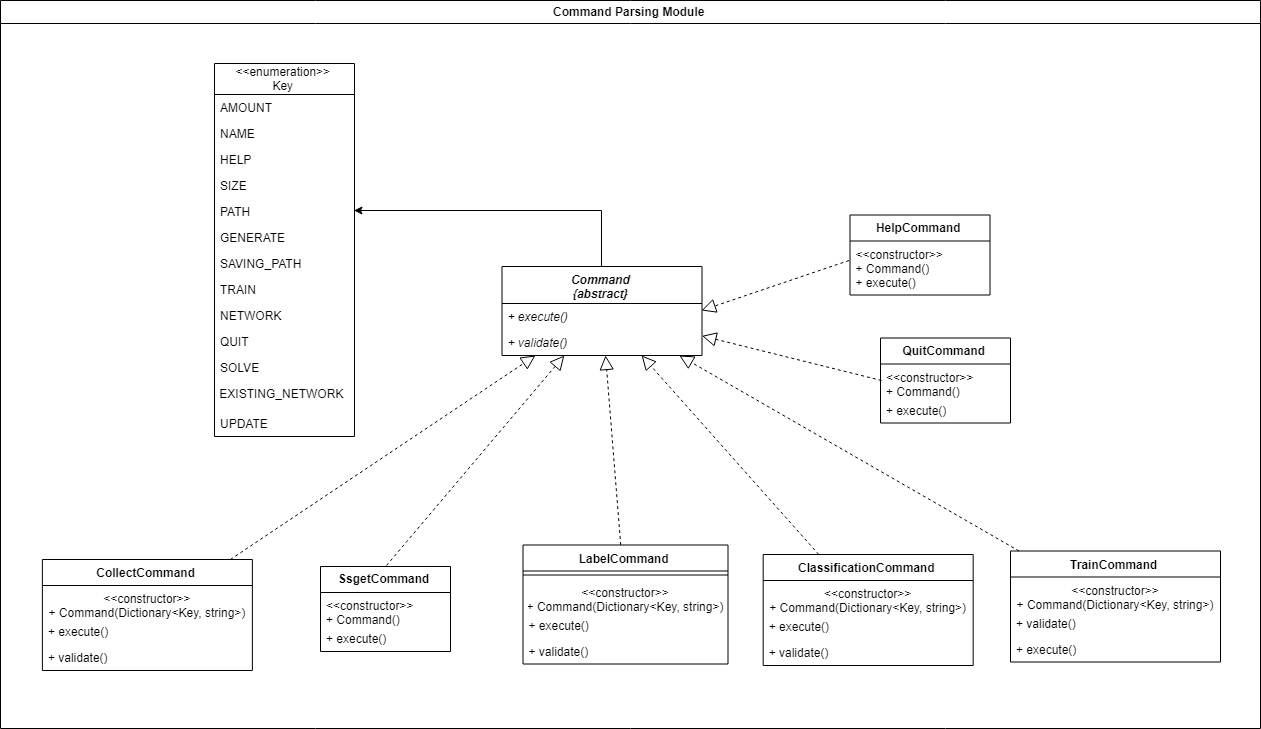 Command Parsing Module
<<enumeration>>
Key
AMOUNT
NAME
HELP
SIZE
PATH
GENERATE
SAVING_PATH
TRAIN
NETWORK
QUIT
SOLVE
EXISTING_NETWORK
UPDATE
Command
{abstract}
+ execute()
+ validate()
HelpCommand
<<constructor>>
+ Command()
+ execute()
QuitCommand
<<constructor>>
+ Command()
+ execute()
CollectCommand
<<constructor>>
+ Command(Dictionary<Key, string>)
+ execute()
+ validate()
SsgetCommand
<<constructor>>
+ Command()
+ execute()
LabelCommand
<<constructor>>
+ Command(Dictionary<Key, string>)
+ execute()
+ validate()
ClassificationCommand
<<constructor>>
+ Command(Dictionary<Key, string>)
+ execute()
+ validate()
TrainCommand
<<constructor>>
+ Command(Dictionary<Key, string>)
+ validate()
+ execute()